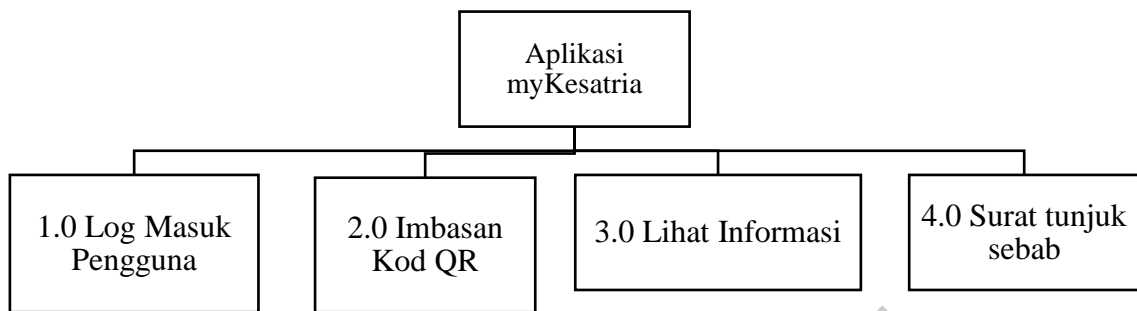 Aplikasi
myKesatria
1.0 Log Masuk
Pengguna
2.0 Imbasan
Kod QR
3.0 Lihat Informasi
4.0 Surat tunjuk
sebab